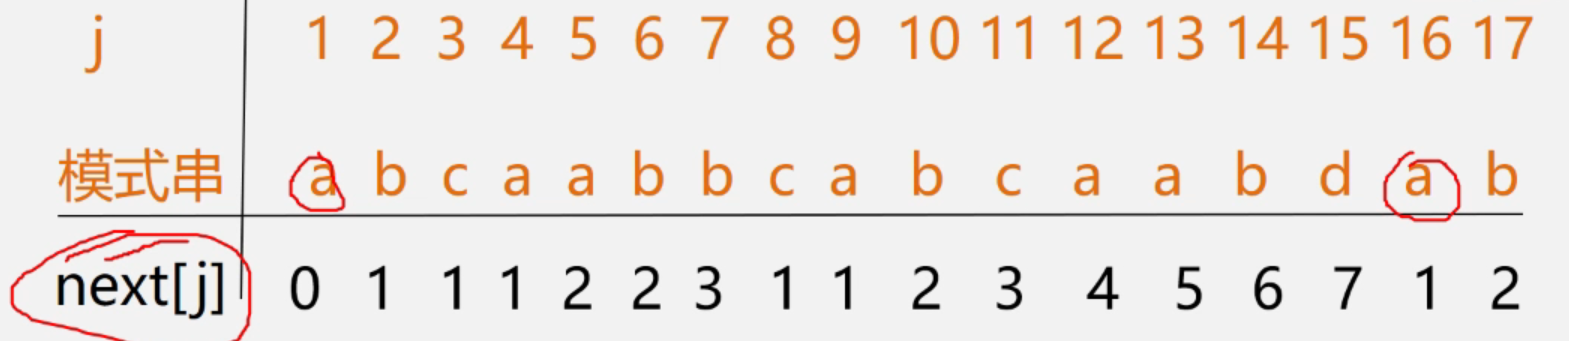 j 1 2 3 4 5 6 7 8 9 10 11 12 13 14 15 16 17
模式串 a b c a a b b c a b c a a b d a b
next[j] 0 1 1 1 2 2 3 1 1 2 3 4 5 6 7 1 2